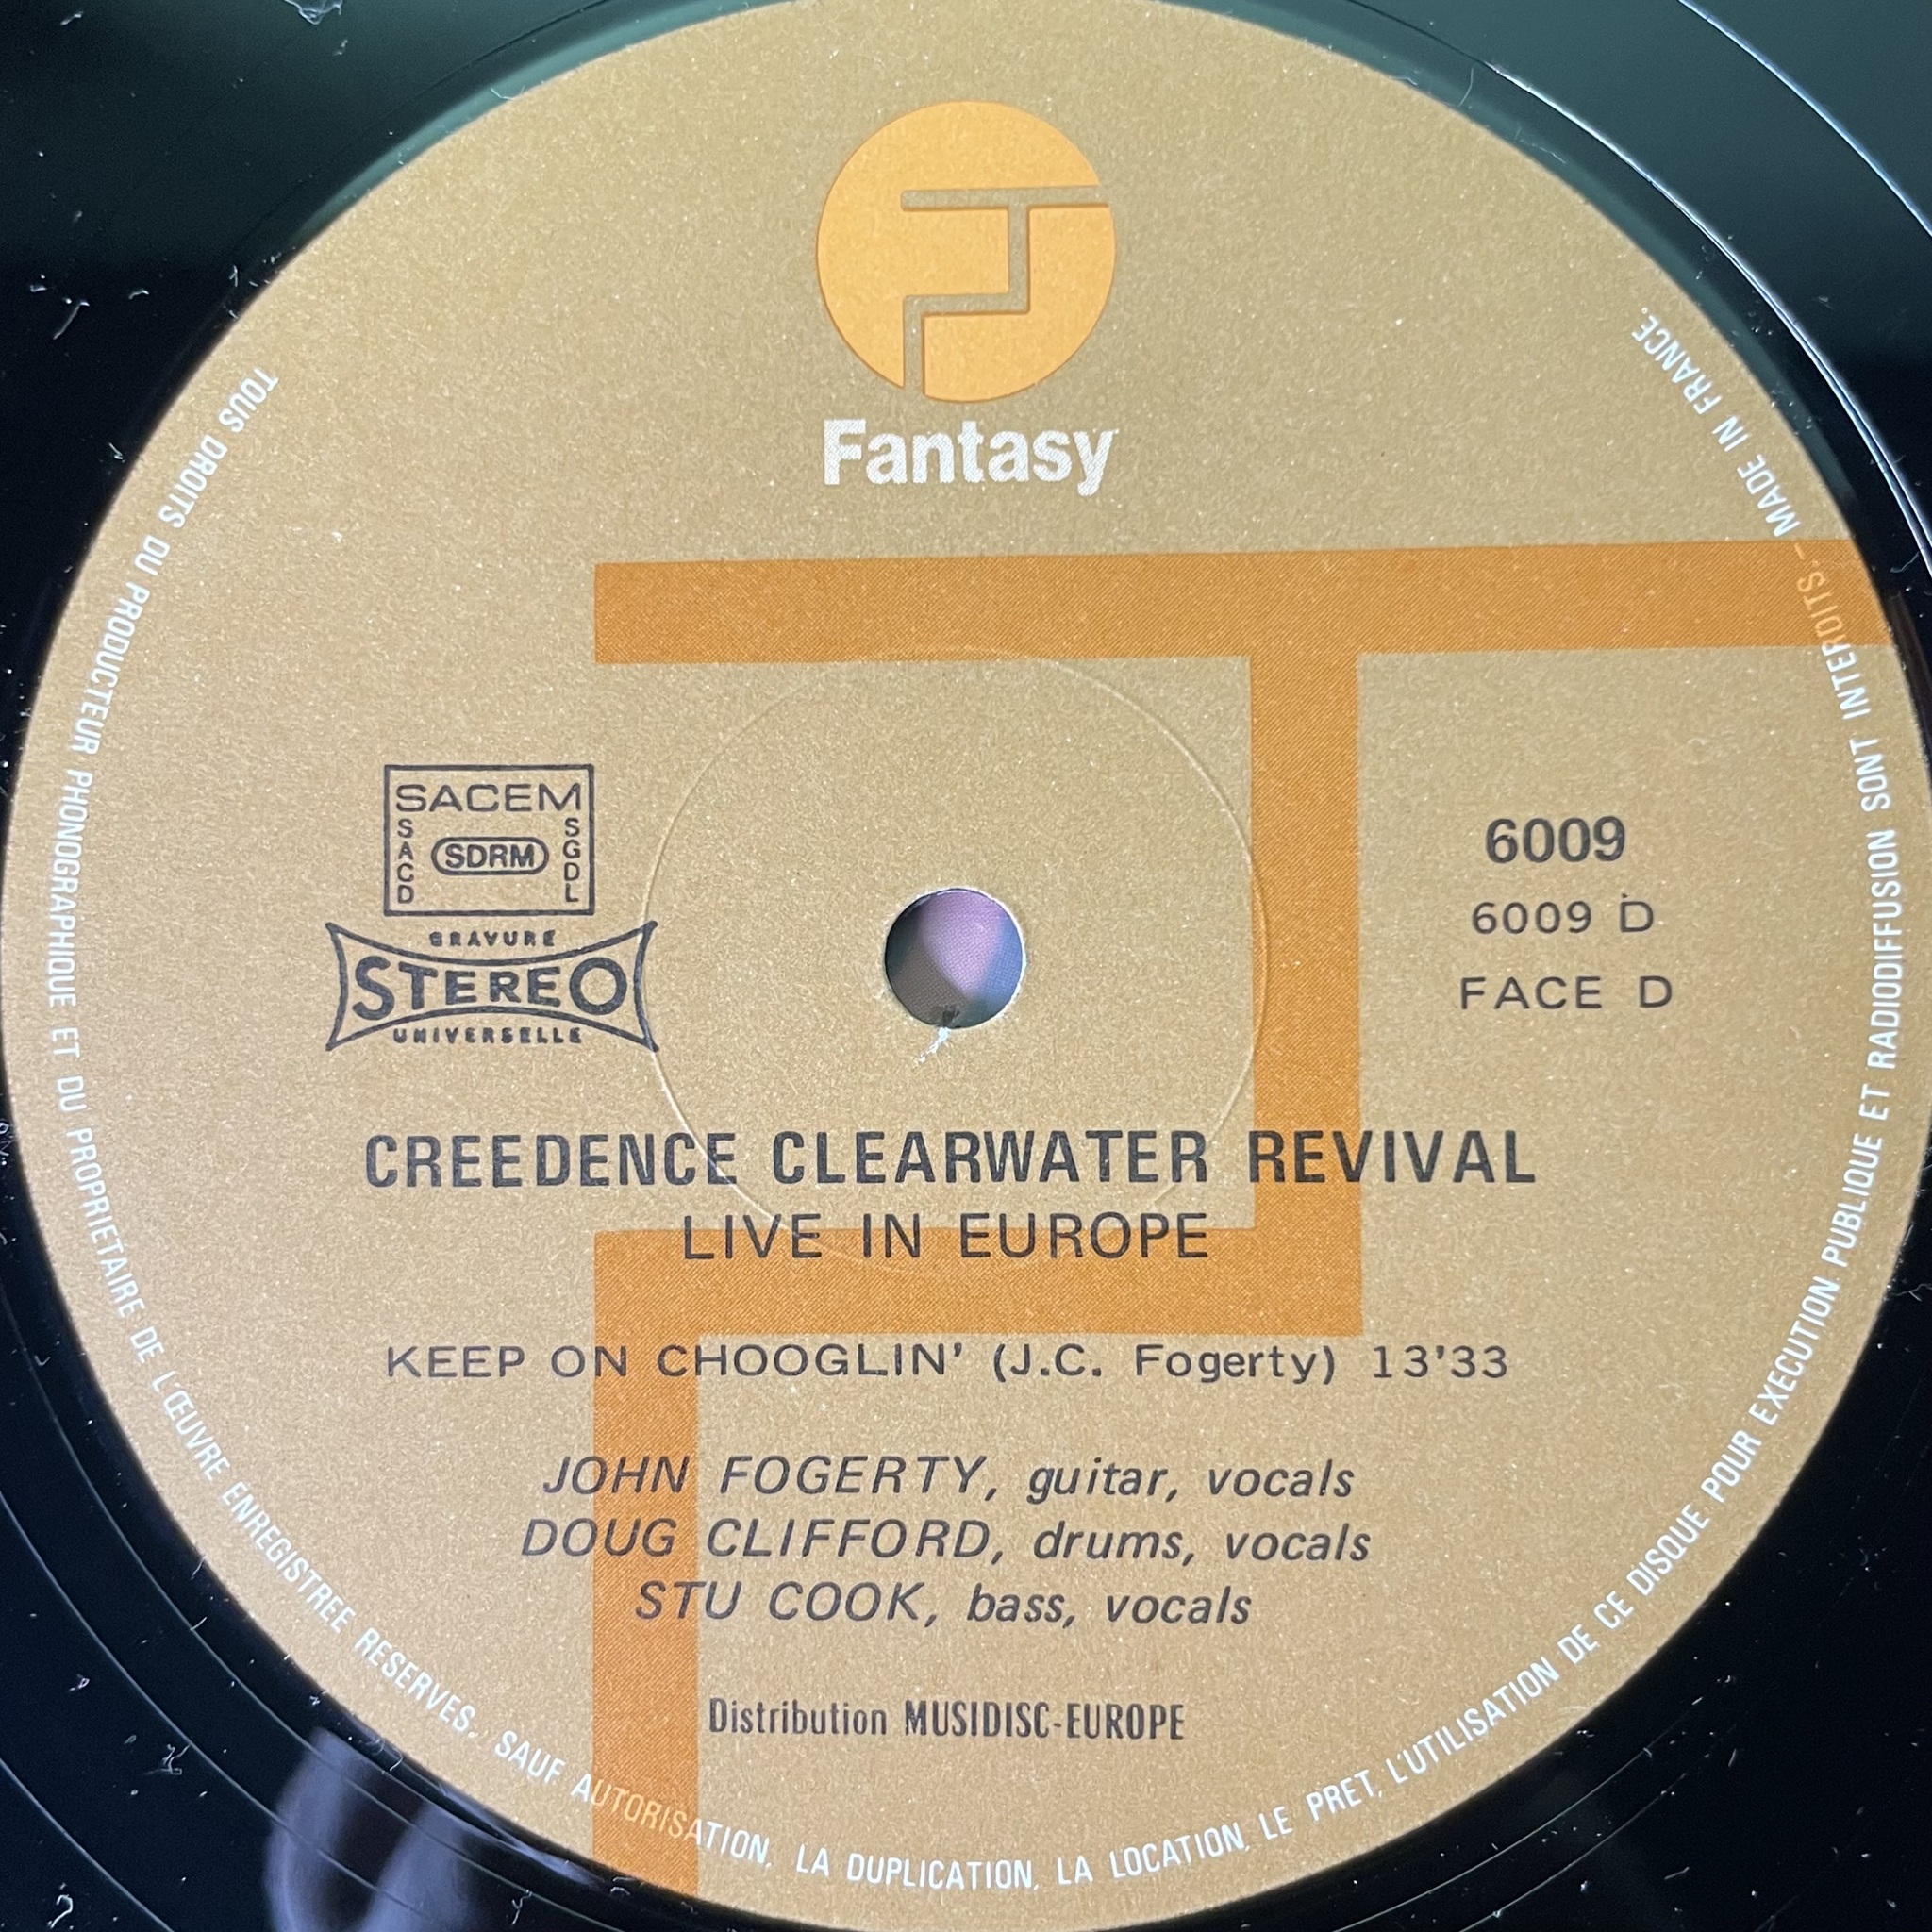 Fantasy
SACEM
SACD
SDRM
SGDL
GRAVURE
STEREO
UNIVERSELLE
6009
6009 D
FACE D
CREEDENCE CLEARWATER REVIVAL
LIVE IN EUROPE
KEEP ON CHOOGLIN' (J.C. Fogerty) 13'33
JOHN FOGERTY, guitar, vocals
DOUG CLIFFORD, drums, vocals
STU COOK, bass, vocals
Distribution MUSIDISC-EUROPE
TOUS DROITS DU PRODUCTEUR PHONOGRAPHIQUE ET DU PROPRIETAIRE DE L'ŒUVRE ENREGISTREE RESERVES. SAUF AUTORISATION, LA DUPLICATION, LA LOCATION, LE PRET, L'UTILISATION DE CE DISQUE POUR EXECUTION PUBLIQUE ET RADIODIFFUSION SONT INTERDITS. - MADE IN FRANCE.